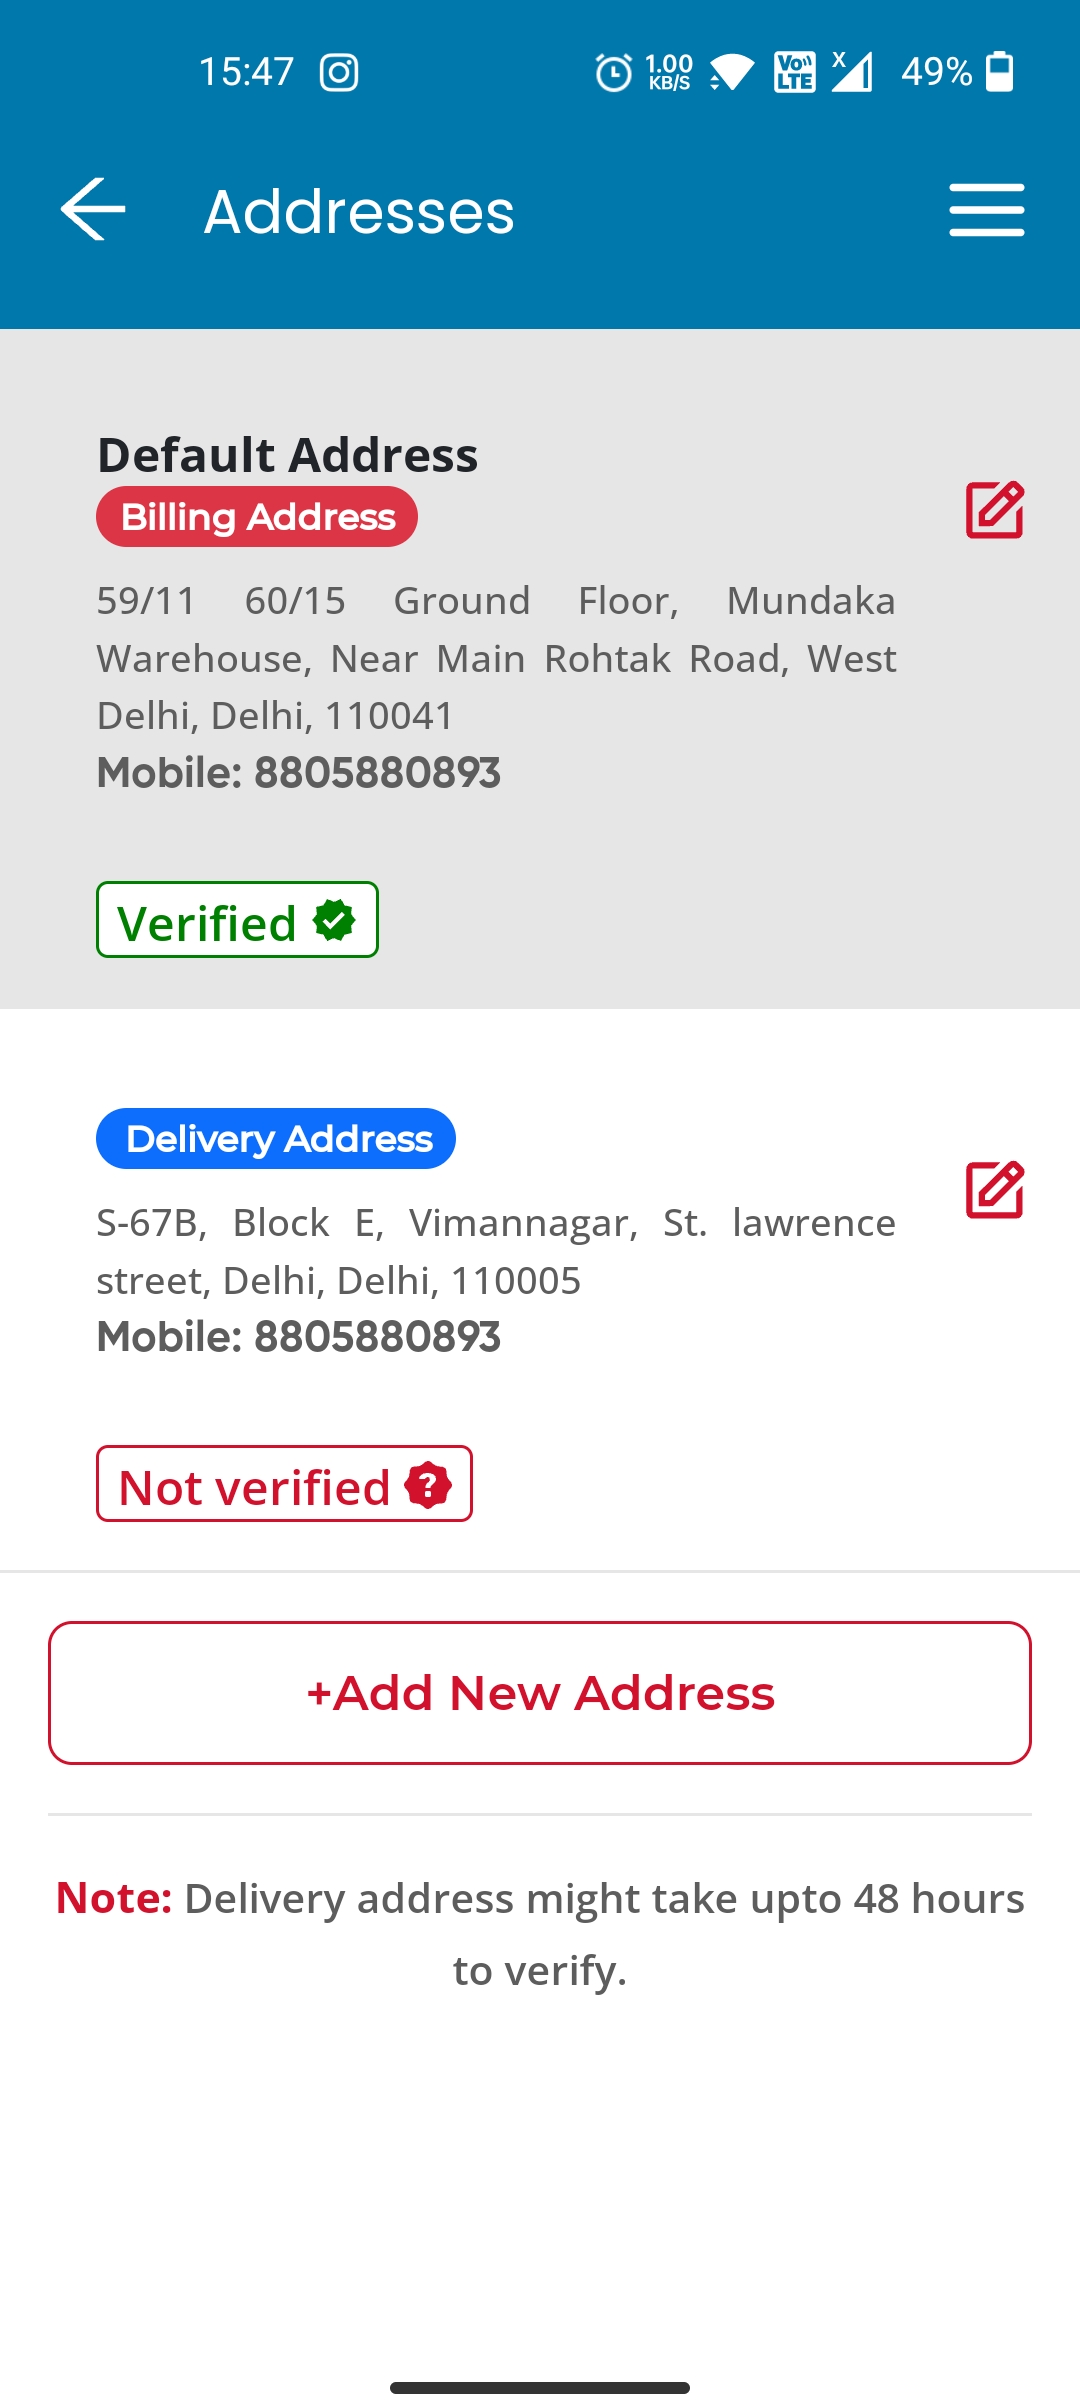 15:47 1.00 KB/S Vo LTE X 49%
Addresses
Default Address
Billing Address
59/11 60/15 Ground Floor, Mundaka
Warehouse, Near Main Rohtak Road, West
Delhi, Delhi, 110041
Mobile: 8805880893
Verified
Delivery Address
S-67B, Block E, Vimannagar, St. lawrence
street, Delhi, Delhi, 110005
Mobile: 8805880893
Not verified ?
+Add New Address
Note: Delivery address might take upto 48 hours
to verify.